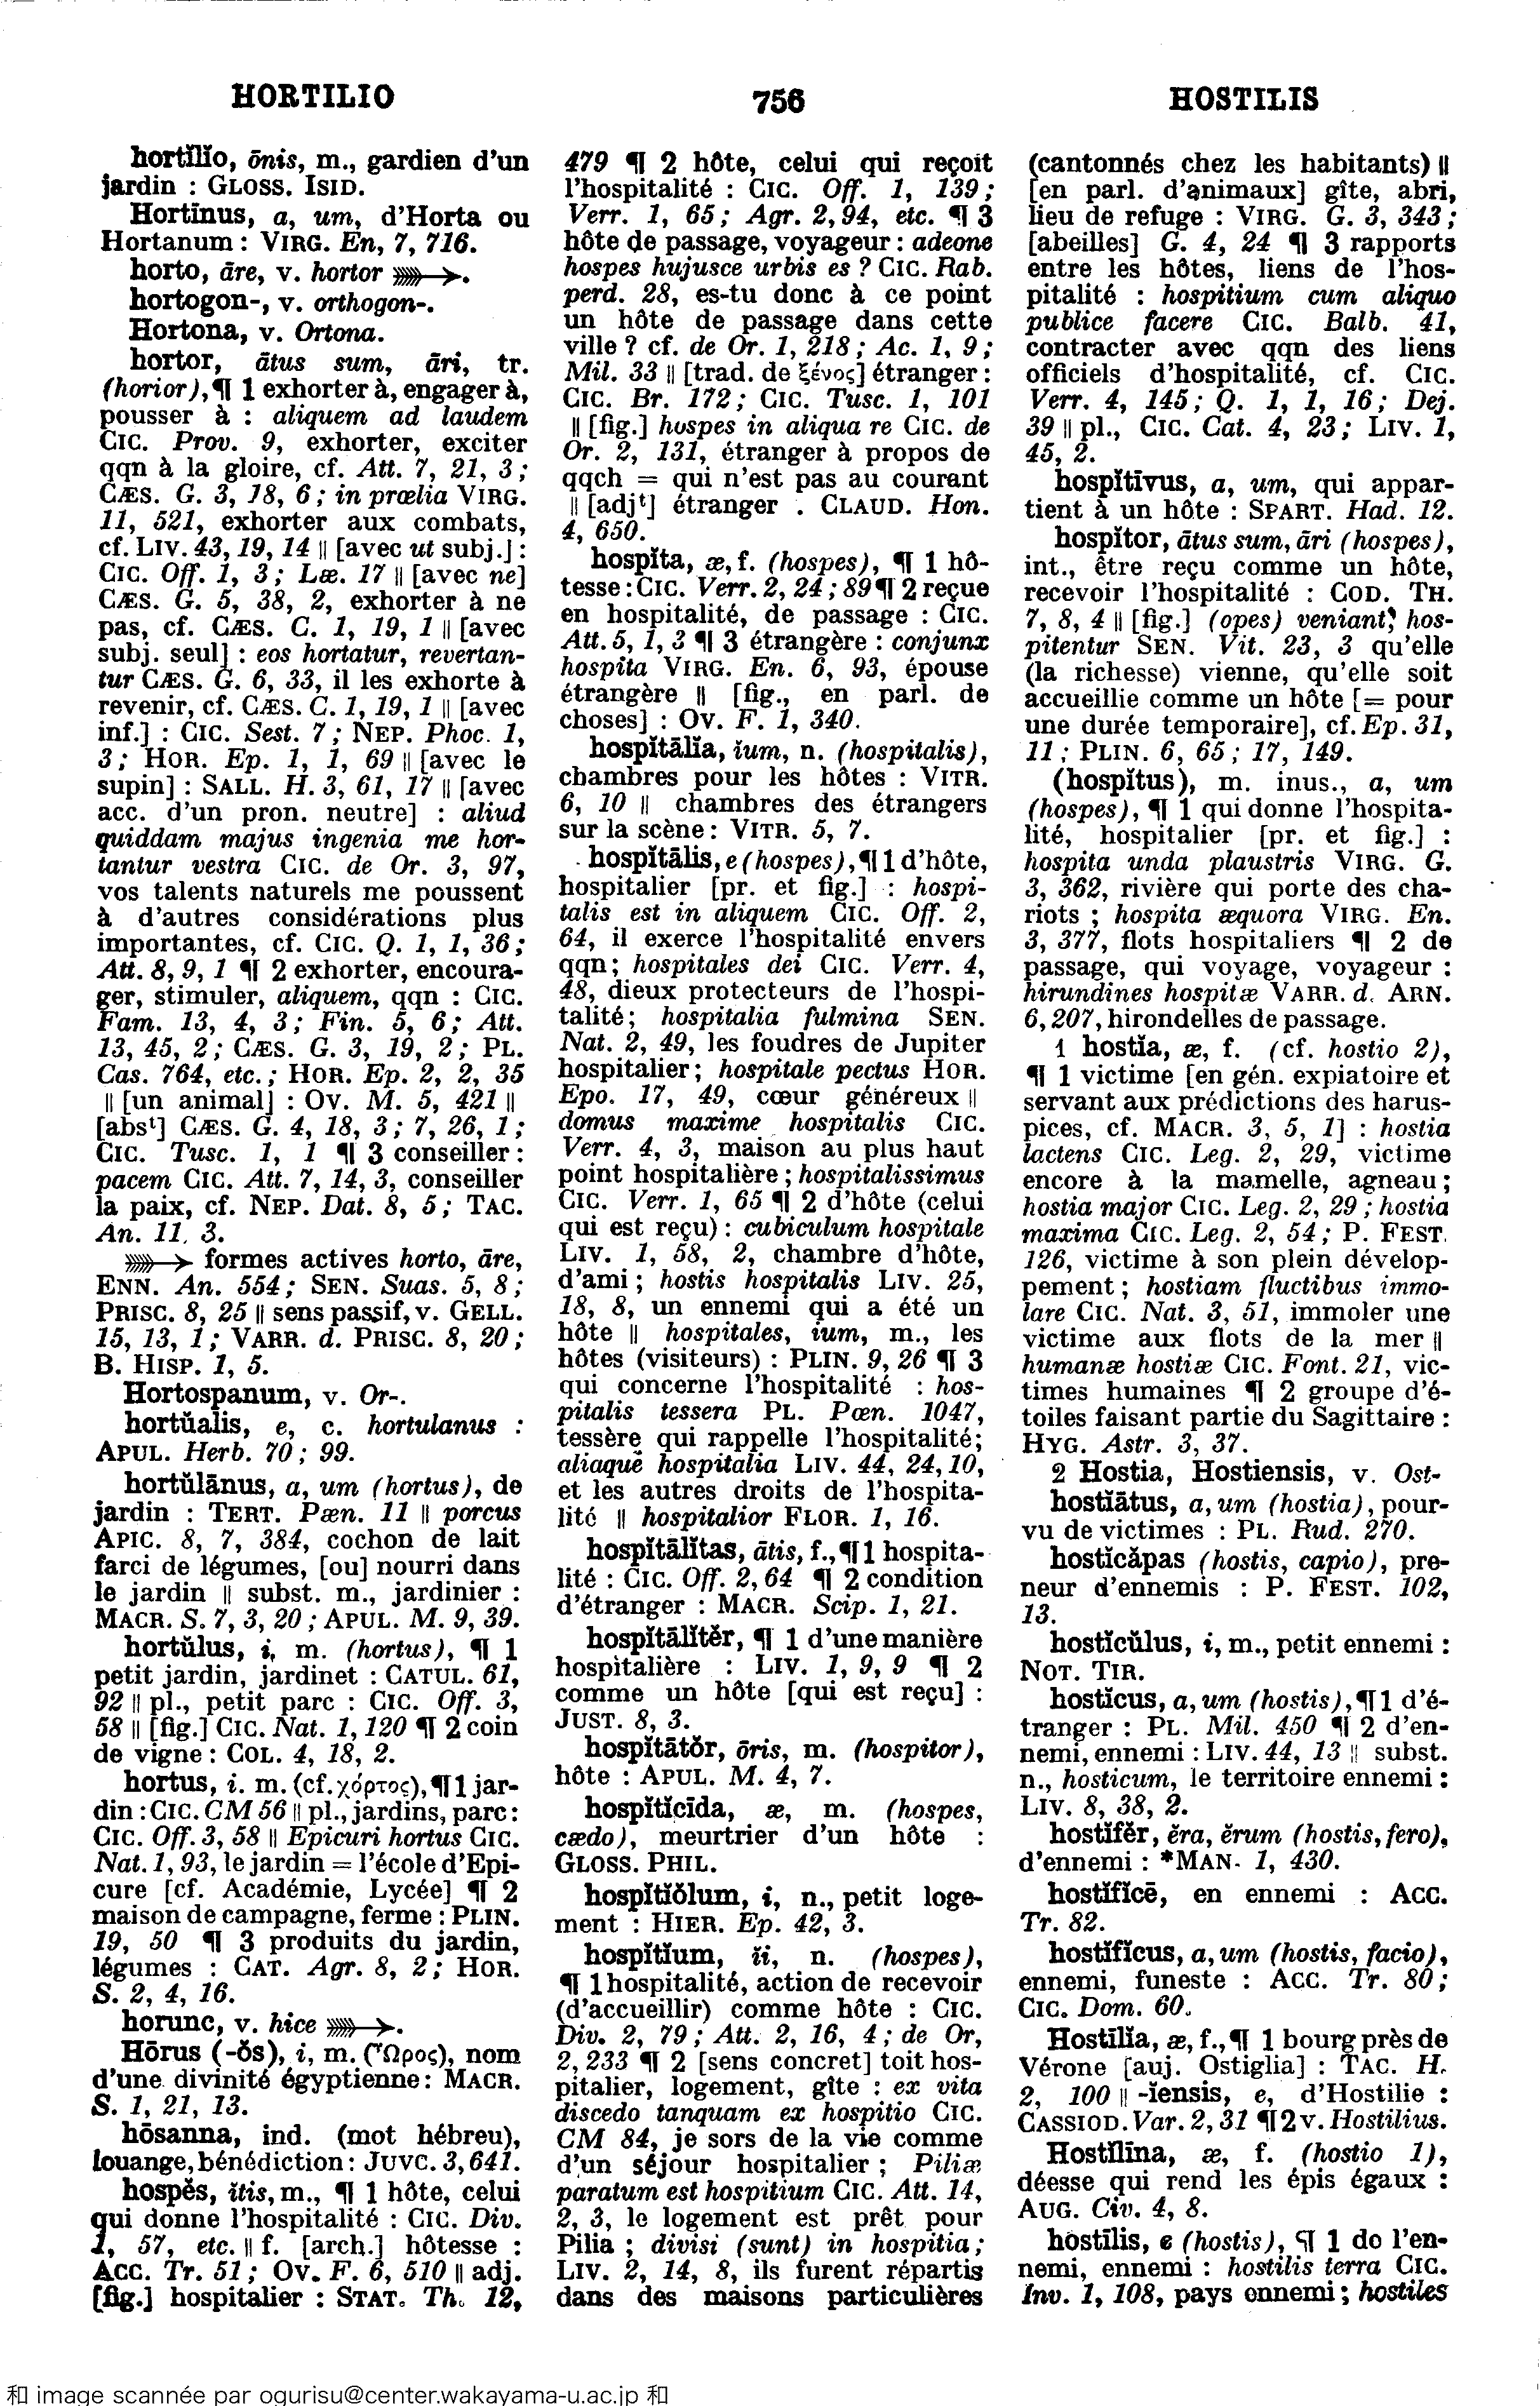 HORTILIO
756
HOSTILIS
hortĭlĭo, ōnis, m., gardien d'un
jardin : GLOSS. ISID.
Hortīnus, a, um, d'Horta ou
Hortanum : VIRG. En, 7, 716.
horto, āre, v. hortor ⟫→.
hortogon-, v. orthogon-.
Hortona, v. Ortona.
hortor, ātus sum, āri, tr.
(horior), ¶ 1 exhorter à, engager à,
pousser à : aliquem ad laudem
CIC. Prov. 9, exhorter, exciter
qqn à la gloire, cf. Att. 7, 21, 3 ;
CÆS. G. 3, 18, 6 ; in prœlia VIRG.
11, 521, exhorter aux combats,
cf. LIV. 43, 19, 14 || [avec ut subj.] :
CIC. Off. 1, 3 ; Læ. 17 || [avec ne]
CÆS. G. 5, 38, 2, exhorter à ne
pas, cf. CÆS. C. 1, 19, 1 || [avec
subj. seul] : eos hortatur, revertan-
tur CÆS. G. 6, 33, il les exhorte à
revenir, cf. CÆS. C. 1, 19, 1 || [avec
inf.] : CIC. Sest. 7 ; NEP. Phoc. 1,
3 ; HOR. Ep. 1, 1, 69 || [avec le
supin] : SALL. H. 3, 61, 17 || [avec
acc. d'un pron. neutre] : aliud
quiddam majus ingenia me hor-
tantur vestra CIC. de Or. 3, 97,
vos talents naturels me poussent
à d'autres considérations plus
importantes, cf. CIC. Q. 1, 1, 36 ;
Att. 8, 9, 1 ¶ 2 exhorter, encoura-
ger, stimuler, aliquem, qqn : CIC.
Fam. 13, 4, 3 ; Fin. 5, 6 ; Att.
13, 45, 2 ; CÆS. G. 3, 19, 2 ; PL.
Cas. 764, etc. ; HOR. Ep. 2, 2, 35
|| [un animal] : OV. M. 5, 421 ||
[absᵗ] CÆS. G. 4, 18, 3 ; 7, 26, 1 ;
CIC. Tusc. 1, 1 ¶ 3 conseiller :
pacem CIC. Att. 7, 14, 3, conseiller
la paix, cf. NEP. Dat. 8, 5 ; TAC.
An. 11, 3.
⟫→ formes actives horto, āre,
ENN. An. 554 ; SEN. Suas. 5, 8 ;
PRISC. 8, 25 || sens passif, v. GELL.
15, 13, 1 ; VARR. d. PRISC. 8, 20 ;
B. HISP. 1, 5.
Hortospanum, v. Or-.
hortŭalis, e, c. hortulanus :
APUL. Herb. 70 ; 99.
hortŭlānus, a, um (hortus), de
jardin : TERT. Pæn. 11 || porcus
APIC. 8, 7, 384, cochon de lait
farci de légumes, [ou] nourri dans
le jardin || subst. m., jardinier :
MACR. S. 7, 3, 20 ; APUL. M. 9, 39.
hortŭlus, i, m. (hortus), ¶ 1
petit jardin, jardinet : CATUL. 61,
92 || pl., petit parc : CIC. Off. 3,
58 || [fig.] CIC. Nat. 1, 120 ¶ 2 coin
de vigne : COL. 4, 18, 2.
hortus, i. m. (cf. χόρτος), ¶ 1 jar-
din : CIC. CM 56 || pl., jardins, parc :
CIC. Off. 3, 58 || Epicuri hortus CIC.
Nat. 1, 93, le jardin = l'école d'Epi-
cure [cf. Académie, Lycée] ¶ 2
maison de campagne, ferme : PLIN.
19, 50 ¶ 3 produits du jardin,
légumes : CAT. Agr. 8, 2 ; HOR.
S. 2, 4, 16.
horunc, v. hice ⟫→.
Hōrus (-ŏs), i, m. (Ὧρος), nom
d'une divinité égyptienne : MACR.
S. 1, 21, 13.
hōsanna, ind. (mot hébreu),
louange, bénédiction : JUVC. 3, 641.
hospĕs, ĭtis, m., ¶ 1 hôte, celui
qui donne l'hospitalité : CIC. Div.
1, 57, etc. || f. [arch.] hôtesse :
ACC. Tr. 51 ; OV. F. 6, 510 || adj.
[fig.] hospitalier : STAT. Th. 12,
479 ¶ 2 hôte, celui qui reçoit
l'hospitalité : CIC. Off. 1, 139 ;
Verr. 1, 65 ; Agr. 2, 94, etc. ¶ 3
hôte de passage, voyageur : adeone
hospes hujusce urbis es ? CIC. Rab.
perd. 28, es-tu donc à ce point
un hôte de passage dans cette
ville ? cf. de Or. 1, 218 ; Ac. 1, 9 ;
Mil. 33 || [trad. de ξένος] étranger :
CIC. Br. 172 ; CIC. Tusc. 1, 101
|| [fig.] hospes in aliqua re CIC. de
Or. 2, 131, étranger à propos de
qqch = qui n'est pas au courant
|| [adjᵗ] étranger . CLAUD. Hon.
4, 650.
hospĭta, æ, f. (hospes), ¶ 1 hô-
tesse : CIC. Verr. 2, 24 ; 89 ¶ 2 reçue
en hospitalité, de passage : CIC.
Att. 5, 1, 3 ¶ 3 étrangère : conjunx
hospita VIRG. En. 6, 93, épouse
étrangère || [fig., en parl. de
choses] : OV. F. 1, 340.
hospĭtālĭa, ĭum, n. (hospitalis),
chambres pour les hôtes : VITR.
6, 10 || chambres des étrangers
sur la scène : VITR. 5, 7.
hospĭtālis, e (hospes), ¶ 1 d'hôte,
hospitalier [pr. et fig.] : hospi-
talis est in aliquem CIC. Off. 2,
64, il exerce l'hospitalité envers
qqn ; hospitales dei CIC. Verr. 4,
48, dieux protecteurs de l'hospi-
talité ; hospitalia fulmina SEN.
Nat. 2, 49, les foudres de Jupiter
hospitalier ; hospitale pectus HOR.
Epo. 17, 49, cœur généreux ||
domus maxime hospitalis CIC.
Verr. 4, 3, maison au plus haut
point hospitalière ; hospitalissimus
CIC. Verr. 1, 65 ¶ 2 d'hôte (celui
qui est reçu) : cubiculum hospitale
LIV. 1, 58, 2, chambre d'hôte,
d'ami ; hostis hospitalis LIV. 25,
18, 8, un ennemi qui a été un
hôte || hospitales, ium, m., les
hôtes (visiteurs) : PLIN. 9, 26 ¶ 3
qui concerne l'hospitalité : hos-
pitalis tessera PL. Pœn. 1047,
tessère qui rappelle l'hospitalité ;
aliaque hospitalia LIV. 44, 24, 10,
et les autres droits de l'hospita-
lité || hospitalior FLOR. 1, 16.
hospĭtālĭtas, ātis, f., ¶ 1 hospita-
lité : CIC. Off. 2, 64 ¶ 2 condition
d'étranger : MACR. Scip. 1, 21.
hospĭtālĭtĕr, ¶ 1 d'une manière
hospitalière : LIV. 1, 9, 9 ¶ 2
comme un hôte [qui est reçu] :
JUST. 8, 3.
hospĭtātŏr, ōris, m. (hospitor),
hôte : APUL. M. 4, 7.
hospĭtĭcīda, æ, m. (hospes,
cædo), meurtrier d'un hôte :
GLOSS. PHIL.
hospĭtĭŏlum, i, n., petit loge-
ment : HIER. Ep. 42, 3.
hospĭtĭum, ĭi, n. (hospes),
¶ 1 hospitalité, action de recevoir
(d'accueillir) comme hôte : CIC.
Div. 2, 79 ; Att. 2, 16, 4 ; de Or,
2, 233 ¶ 2 [sens concret] toit hos-
pitalier, logement, gîte : ex vita
discedo tanquam ex hospitio CIC.
CM 84, je sors de la vie comme
d'un séjour hospitalier ; Piliæ
paratum est hospitium CIC. Att. 14,
2, 3, le logement est prêt pour
Pilia ; divisi (sunt) in hospitia ;
LIV. 2, 14, 8, ils furent répartis
dans des maisons particulières
(cantonnés chez les habitants) ||
[en parl. d'animaux] gîte, abri,
lieu de refuge : VIRG. G. 3, 343 ;
[abeilles] G. 4, 24 ¶ 3 rapports
entre les hôtes, liens de l'hos-
pitalité : hospitium cum aliquo
publice facere CIC. Balb. 41,
contracter avec qqn des liens
officiels d'hospitalité, cf. CIC.
Verr. 4, 145 ; Q. 1, 1, 16 ; Dej.
39 || pl., CIC. Cat. 4, 23 ; LIV. 1,
45, 2.
hospĭtīvus, a, um, qui appar-
tient à un hôte : SPART. Had. 12.
hospĭtor, ātus sum, āri (hospes),
int., être reçu comme un hôte,
recevoir l'hospitalité : COD. TH.
7, 8, 4 || [fig.] (opes) veniant, hos-
pitentur SEN. Vit. 23, 3 qu'elle
(la richesse) vienne, qu'elle soit
accueillie comme un hôte [= pour
une durée temporaire], cf. Ep. 31,
11 ; PLIN. 6, 65 ; 17, 149.
(hospĭtus), m. inus., a, um
(hospes), ¶ 1 qui donne l'hospita-
lité, hospitalier [pr. et fig.] :
hospita unda plaustris VIRG. G.
3, 362, rivière qui porte des cha-
riots ; hospita æquora VIRG. En.
3, 377, flots hospitaliers ¶ 2 de
passage, qui voyage, voyageur :
hirundines hospitæ VARR. d. ARN.
6, 207, hirondelles de passage.
1 hostĭa, æ, f. (cf. hostio 2),
¶ 1 victime [en gén. expiatoire et
servant aux prédictions des harus-
pices, cf. MACR. 3, 5, 1] : hostia
lactens CIC. Leg. 2, 29, victime
encore à la mamelle, agneau ;
hostia major CIC. Leg. 2, 29 ; hostia
maxima CIC. Leg. 2, 54 ; P. FEST.
126, victime à son plein dévelop-
pement ; hostiam fluctibus immo-
lare CIC. Nat. 3, 51, immoler une
victime aux flots de la mer ||
humanæ hostiæ CIC. Font. 21, vic-
times humaines ¶ 2 groupe d'é-
toiles faisant partie du Sagittaire :
HYG. Astr. 3, 37.
2 Hostia, Hostiensis, v. Ost-
hostĭātus, a, um (hostia), pour-
vu de victimes : PL. Rud. 270.
hostĭcăpas (hostis, capio), pre-
neur d'ennemis : P. FEST. 102,
13.
hostĭcŭlus, i, m., petit ennemi :
NOT. TIR.
hostĭcus, a, um (hostis), ¶ 1 d'é-
tranger : PL. Mil. 450 ¶ 2 d'en-
nemi, ennemi : LIV. 44, 13 || subst.
n., hosticum, le territoire ennemi :
LIV. 8, 38, 2.
hostĭfĕr, ĕra, ĕrum (hostis, fero),
d'ennemi : *MAN. 1, 430.
hostĭfĭcē, en ennemi : ACC.
Tr. 82.
hostĭfĭcus, a, um (hostis, facio),
ennemi, funeste : ACC. Tr. 80 ;
CIC. Dom. 60.
Hostīlĭa, æ, f., ¶ 1 bourg près de
Vérone [auj. Ostiglia] : TAC. H.
2, 100 || -ĭensis, e, d'Hostilie :
CASSIOD. Var. 2, 31 ¶ 2 v. Hostilius.
Hostĭlīna, æ, f. (hostio 1),
déesse qui rend les épis égaux :
AUG. Civ. 4, 8.
hostīlis, e (hostis), ¶ 1 de l'en-
nemi, ennemi : hostilis terra CIC.
Inv. 1, 108, pays ennemi ; hostiles
和 image scannée par ogurisu@center.wakayama-u.ac.jp 和